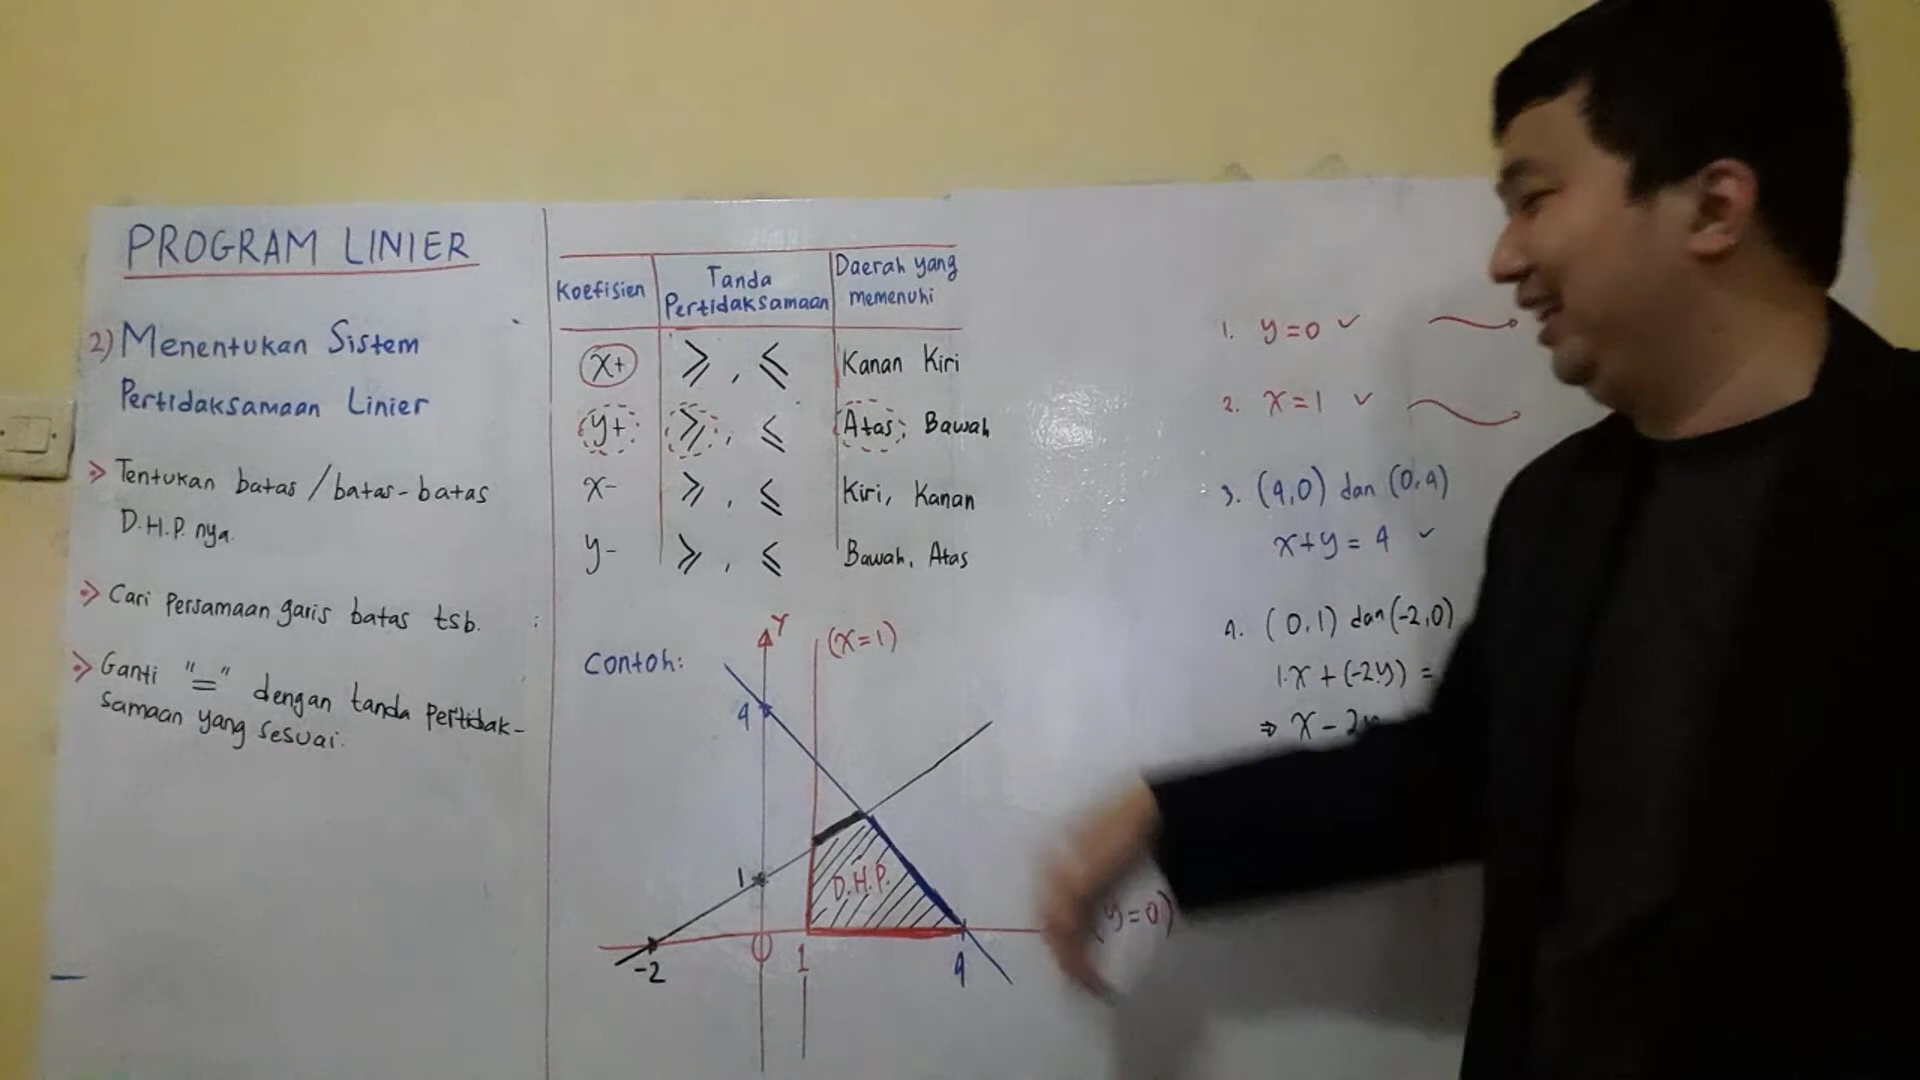 PROGRAM LINIER
2) Menentukan Sistem
Pertidaksamaan Linier
> Tentukan batas / batas-batas
D.H.P. nya.
> Cari persamaan garis batas tsb.
> Ganti "=" dengan tanda pertidak-
samaan yang sesuai.
Koefisien
Tanda
Pertidaksamaan
Daerah yang
memenuhi
x+ ≥ , ≤ Kanan Kiri
y+ ≥ , ≤ Atas, Bawah
x- ≥ , ≤ Kiri, Kanan
y- ≥ , ≤ Bawah, Atas
Contoh:
Y
(x=1)
4
1
D.H.P.
-2
0
1
4
(y=0)
1. y=0 ✓
2. x=1 ✓
3. (4,0) dan (0,4)
x+y = 4 ✓
4. (0,1) dan (-2,0)
1.x + (-2y) =
⇒ x - 2y